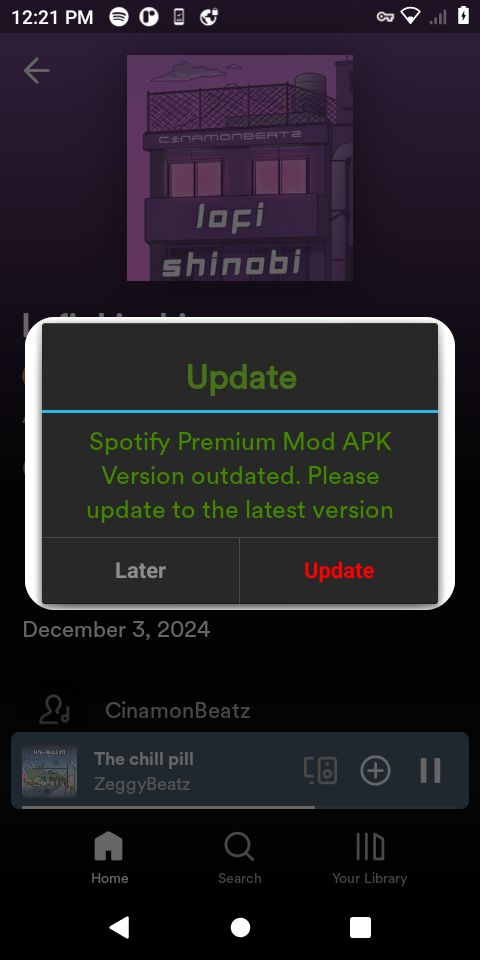 12:21 PM
CINAMONBEATZ
lofi
shinobi
Update
Spotify Premium Mod APK
Version outdated. Please
update to the latest version
Later
Update
December 3, 2024
CinamonBeatz
The chill pill
ZeggyBeatz
Home
Search
Your Library